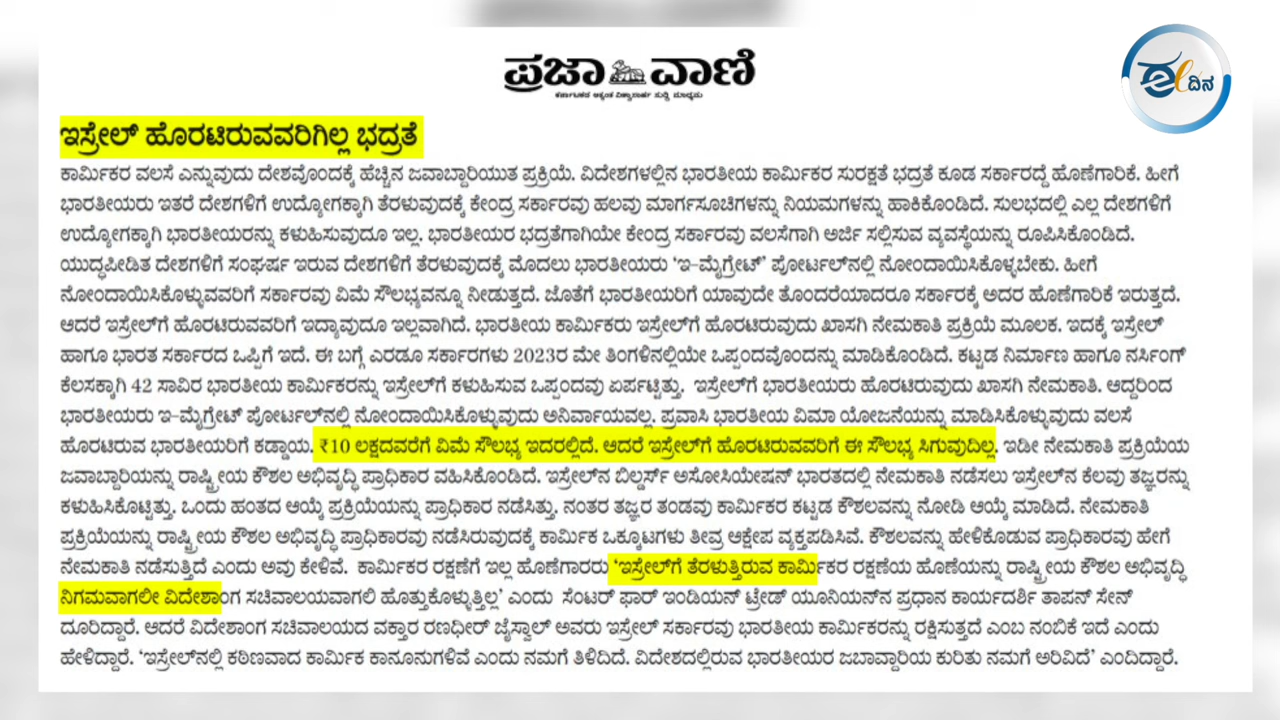 ಪ್ರಜಾವಾಣಿ
ಕರ್ನಾಟಕದ ಅತ್ಯಂತ ವಿಶ್ವಾಸಾರ್ಹ ಸುದ್ದಿ ಮಾಧ್ಯಮ
ಈ ದಿನ
ಇಸ್ರೇಲ್ ಹೊರಟಿರುವವರಿಗಿಲ್ಲ ಭದ್ರತೆ
ಕಾರ್ಮಿಕರ ವಲಸೆ ಎನ್ನುವುದು ದೇಶವೊಂದಕ್ಕೆ ಹೆಚ್ಚಿನ ಜವಾಬ್ದಾರಿಯುತ ಪ್ರಕ್ರಿಯೆ. ವಿದೇಶಗಳಲ್ಲಿನ ಭಾರತೀಯ ಕಾರ್ಮಿಕರ ಸುರಕ್ಷತೆ ಭದ್ರತೆ ಕೂಡ ಸರ್ಕಾರದ್ದೆ ಹೊಣೆಗಾರಿಕೆ. ಹೀಗೆ
ಭಾರತೀಯರು ಇತರೆ ದೇಶಗಳಿಗೆ ಉದ್ಯೋಗಕ್ಕಾಗಿ ತೆರಳುವುದಕ್ಕೆ ಕೇಂದ್ರ ಸರ್ಕಾರವು ಹಲವು ಮಾರ್ಗಸೂಚಿಗಳನ್ನು ನಿಯಮಗಳನ್ನು ಹಾಕಿಕೊಂಡಿದೆ. ಸುಲಭದಲ್ಲಿ ಎಲ್ಲ ದೇಶಗಳಿಗೆ
ಉದ್ಯೋಗಕ್ಕಾಗಿ ಭಾರತೀಯರನ್ನು ಕಳುಹಿಸುವುದೂ ಇಲ್ಲ. ಭಾರತೀಯರ ಭದ್ರತೆಗಾಗಿಯೇ ಕೇಂದ್ರ ಸರ್ಕಾರವು ವಲಸೆಗಾಗಿ ಅರ್ಜಿ ಸಲ್ಲಿಸುವ ವ್ಯವಸ್ಥೆಯನ್ನು ರೂಪಿಸಿಕೊಂಡಿದೆ.
ಯುದ್ಧಪೀಡಿತ ದೇಶಗಳಿಗೆ ಸಂಘರ್ಷ ಇರುವ ದೇಶಗಳಿಗೆ ತೆರಳುವುದಕ್ಕೆ ಮೊದಲು ಭಾರತೀಯರು ‘ಇ–ಮೈಗ್ರೇಟ್’ ಪೋರ್ಟಲ್‌ನಲ್ಲಿ ನೋಂದಾಯಿಸಿಕೊಳ್ಳಬೇಕು. ಹೀಗೆ
ನೋಂದಾಯಿಸಿಕೊಳ್ಳುವವರಿಗೆ ಸರ್ಕಾರವು ವಿಮೆ ಸೌಲಭ್ಯವನ್ನೂ ನೀಡುತ್ತದೆ. ಜೊತೆಗೆ ಭಾರತೀಯರಿಗೆ ಯಾವುದೇ ತೊಂದರೆಯಾದರೂ ಸರ್ಕಾರಕ್ಕೆ ಅದರ ಹೊಣೆಗಾರಿಕೆ ಇರುತ್ತದೆ.
ಆದರೆ ಇಸ್ರೇಲ್‌ಗೆ ಹೊರಟಿರುವವರಿಗೆ ಇದ್ಯಾವುದೂ ಇಲ್ಲವಾಗಿದೆ. ಭಾರತೀಯ ಕಾರ್ಮಿಕರು ಇಸ್ರೇಲ್‌ಗೆ ಹೊರಟಿರುವುದು ಖಾಸಗಿ ನೇಮಕಾತಿ ಪ್ರಕ್ರಿಯೆ ಮೂಲಕ. ಇದಕ್ಕೆ ಇಸ್ರೇಲ್
ಹಾಗೂ ಭಾರತ ಸರ್ಕಾರದ ಒಪ್ಪಿಗೆ ಇದೆ. ಈ ಬಗ್ಗೆ ಎರಡೂ ಸರ್ಕಾರಗಳು 2023ರ ಮೇ ತಿಂಗಳಿನಲ್ಲಿಯೇ ಒಪ್ಪಂದವೊಂದನ್ನು ಮಾಡಿಕೊಂಡಿದೆ. ಕಟ್ಟಡ ನಿರ್ಮಾಣ ಹಾಗೂ ನರ್ಸಿಂಗ್
ಕೆಲಸಕ್ಕಾಗಿ 42 ಸಾವಿರ ಭಾರತೀಯ ಕಾರ್ಮಿಕರನ್ನು ಇಸ್ರೇಲ್‌ಗೆ ಕಳುಹಿಸುವ ಒಪ್ಪಂದವು ಏರ್ಪಟ್ಟಿತ್ತು. ಇಸ್ರೇಲ್‌ಗೆ ಭಾರತೀಯರು ಹೊರಟಿರುವುದು ಖಾಸಗಿ ನೇಮಕಾತಿ. ಆದ್ದರಿಂದ
ಭಾರತೀಯರು ಇ–ಮೈಗ್ರೇಟ್ ಪೋರ್ಟಲ್‌ನಲ್ಲಿ ನೋಂದಾಯಿಸಿಕೊಳ್ಳುವುದು ಅನಿರ್ವಾಯವಲ್ಲ. ಪ್ರವಾಸಿ ಭಾರತೀಯ ವಿಮಾ ಯೋಜನೆಯನ್ನು ಮಾಡಿಸಿಕೊಳ್ಳುವುದು ವಲಸೆ
ಹೊರಟಿರುವ ಭಾರತೀಯರಿಗೆ ಕಡ್ಡಾಯ. ₹10 ಲಕ್ಷದವರೆಗೆ ವಿಮೆ ಸೌಲಭ್ಯ ಇದರಲ್ಲಿದೆ. ಆದರೆ ಇಸ್ರೇಲ್‌ಗೆ ಹೊರಟಿರುವವರಿಗೆ ಈ ಸೌಲಭ್ಯ ಸಿಗುವುದಿಲ್ಲ. ಇಡೀ ನೇಮಕಾತಿ ಪ್ರಕ್ರಿಯೆಯ
ಜವಾಬ್ದಾರಿಯನ್ನು ರಾಷ್ಟ್ರೀಯ ಕೌಶಲ ಅಭಿವೃದ್ಧಿ ಪ್ರಾಧಿಕಾರ ವಹಿಸಿಕೊಂಡಿದೆ. ಇಸ್ರೇಲ್‌ನ ಬಿಲ್ಡರ್ಸ್ ಅಸೋಸಿಯೇಷನ್ ಭಾರತದಲ್ಲಿ ನೇಮಕಾತಿ ನಡೆಸಲು ಇಸ್ರೇಲ್‌ನ ಕೆಲವು ತಜ್ಞರನ್ನು
ಕಳುಹಿಸಿಕೊಟ್ಟಿತ್ತು. ಒಂದು ಹಂತದ ಆಯ್ಕೆ ಪ್ರಕ್ರಿಯೆಯನ್ನು ಪ್ರಾಧಿಕಾರ ನಡೆಸಿತ್ತು. ನಂತರ ತಜ್ಞರ ತಂಡವು ಕಾರ್ಮಿಕರ ಕಟ್ಟಡ ಕೌಶಲವನ್ನು ನೋಡಿ ಆಯ್ಕೆ ಮಾಡಿದೆ. ನೇಮಕಾತಿ
ಪ್ರಕ್ರಿಯೆಯನ್ನು ರಾಷ್ಟ್ರೀಯ ಕೌಶಲ ಅಭಿವೃದ್ಧಿ ಪ್ರಾಧಿಕಾರವು ನಡೆಸಿರುವುದಕ್ಕೆ ಕಾರ್ಮಿಕ ಒಕ್ಕೂಟಗಳು ತೀವ್ರ ಆಕ್ಷೇಪ ವ್ಯಕ್ತಪಡಿಸಿವೆ. ಕೌಶಲವನ್ನು ಹೇಳಿಕೊಡುವ ಪ್ರಾಧಿಕಾರವು ಹೇಗೆ
ನೇಮಕಾತಿ ನಡೆಸುತ್ತಿದೆ ಎಂದು ಅವು ಕೇಳಿವೆ. ಕಾರ್ಮಿಕರ ರಕ್ಷಣೆಗೆ ಇಲ್ಲ ಹೊಣೆಗಾರರು ‘ಇಸ್ರೇಲ್‌ಗೆ ತೆರಳುತ್ತಿರುವ ಕಾರ್ಮಿಕರ ರಕ್ಷಣೆಯ ಹೊಣೆಯನ್ನು ರಾಷ್ಟ್ರೀಯ ಕೌಶಲ ಅಭಿವೃದ್ಧಿ
ನಿಗಮವಾಗಲೀ ವಿದೇಶಾಂಗ ಸಚಿವಾಲಯವಾಗಲಿ ಹೊತ್ತುಕೊಳ್ಳುತ್ತಿಲ್ಲ’ ಎಂದು ಸೆಂಟರ್ ಫಾರ್ ಇಂಡಿಯನ್ ಟ್ರೇಡ್ ಯೂನಿಯನ್‌ನ ಪ್ರಧಾನ ಕಾರ್ಯದರ್ಶಿ ತಾಪನ್ ಸೇನ್
ದೂರಿದ್ದಾರೆ. ಆದರೆ ವಿದೇಶಾಂಗ ಸಚಿವಾಲಯದ ವಕ್ತಾರ ರಣಧೀರ್ ಜೈಸ್ವಾಲ್ ಅವರು ಇಸ್ರೇಲ್ ಸರ್ಕಾರವು ಭಾರತೀಯ ಕಾರ್ಮಿಕರನ್ನು ರಕ್ಷಿಸುತ್ತದೆ ಎಂಬ ನಂಬಿಕೆ ಇದೆ ಎಂದು
ಹೇಳಿದ್ದಾರೆ. ‘ಇಸ್ರೇಲ್‌ನಲ್ಲಿ ಕಠಿಣವಾದ ಕಾರ್ಮಿಕ ಕಾನೂನುಗಳಿವೆ ಎಂದು ನಮಗೆ ತಿಳಿದಿದೆ. ವಿದೇಶದಲ್ಲಿರುವ ಭಾರತೀಯರ ಜಬಾವ್ದಾರಿಯ ಕುರಿತು ನಮಗೆ ಅರಿವಿದೆ’ ಎಂದಿದ್ದಾರೆ.